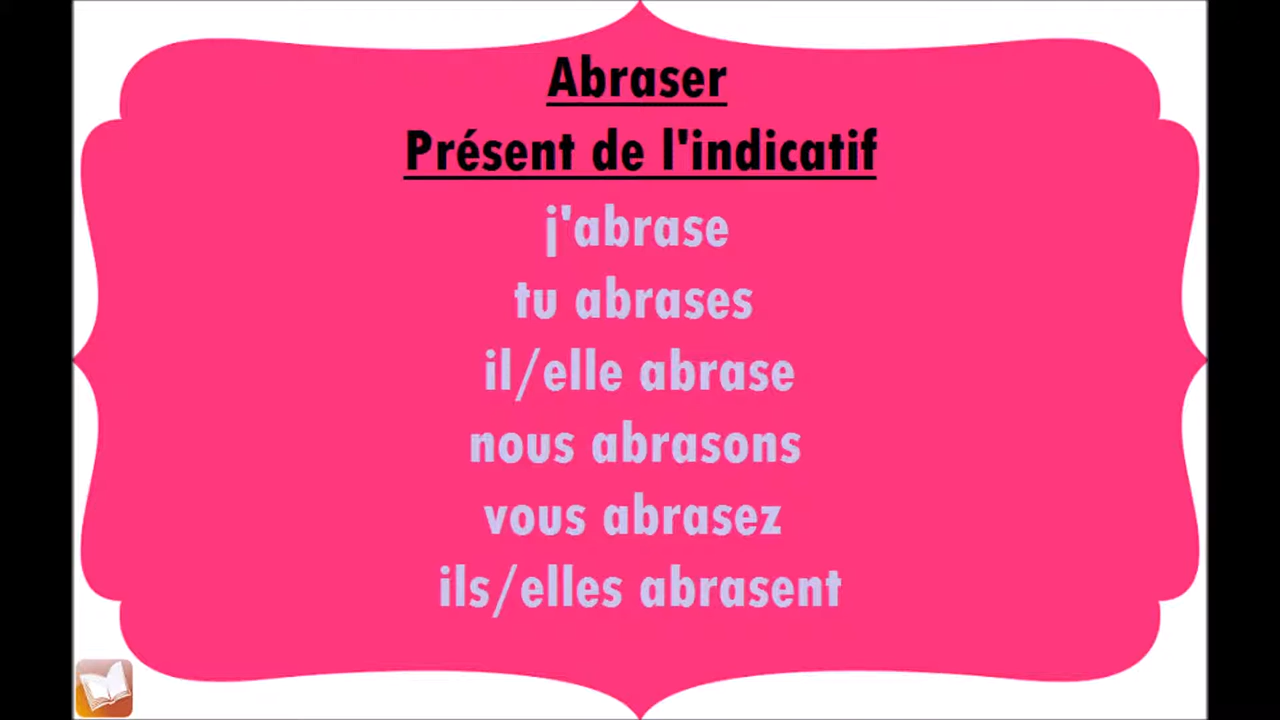 Abraser
Présent de l'indicatif
j'abrase
tu abrases
il/elle abrase
nous abrasons
vous abrasez
ils/elles abrasent